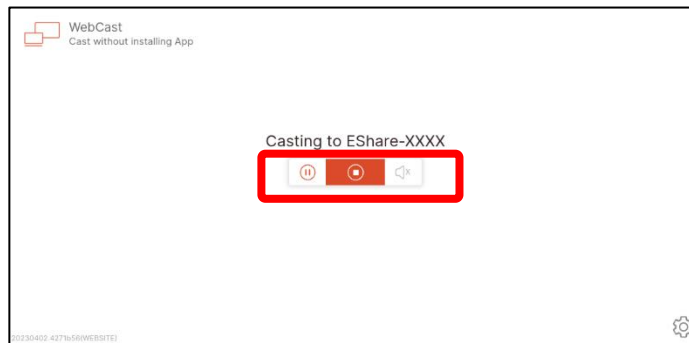 WebCast
Cast without installing App
Casting to EShare-XXXX
20230402.4271b56(WEBSITE)